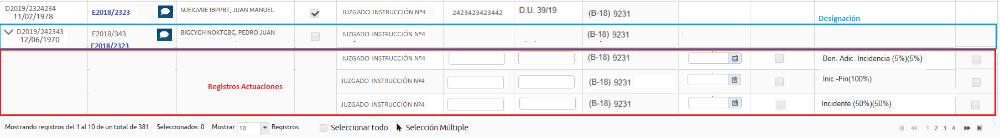 D2019/2324234 E2018/2323 SUEIGVRE IBPPBT, JUAN MANUEL JUZGADO INSTRUCCIÓN Nº4 2423423423442 D.U. 39/19 (B-18) 9231
11/02/1978
Designación
D2019/242343 E2018/343 BIGCYGH NOKTGBG, PEDRO JUAN JUZGADO INSTRUCCIÓN Nº4 (B-18) 9231
12/06/1970
E2018/2323
JUZGADO INSTRUCCIÓN Nº4 (B-18) 9231 Ben. Adic. Incidencia (5%)(5%)
JUZGADO INSTRUCCIÓN Nº4 (B-18) 9231 Inic.-Fin(100%)
Registros Actuaciones
JUZGADO INSTRUCCIÓN Nº4 (B-18) 9231 Incidente (50%)(50%)
Mostrando registros del 1 al 10 de un total de 381 Seleccionados: 0 Mostrar 10 Registros Seleccionar todo Selección Múltiple 1 2 3 4